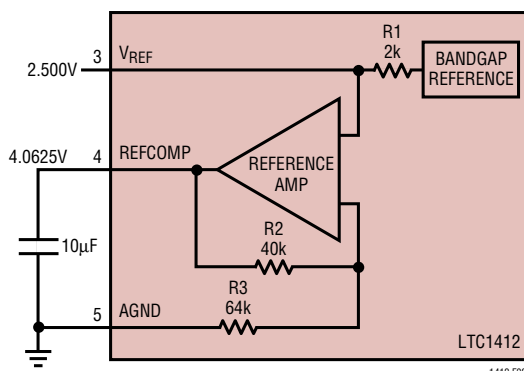 R1
2k
BANDGAP
REFERENCE
3
VREF
2.500V
4.0625V
4
REFCOMP
REFERENCE
AMP
R2
40k
10µF
R3
64k
5
AGND
LTC1412